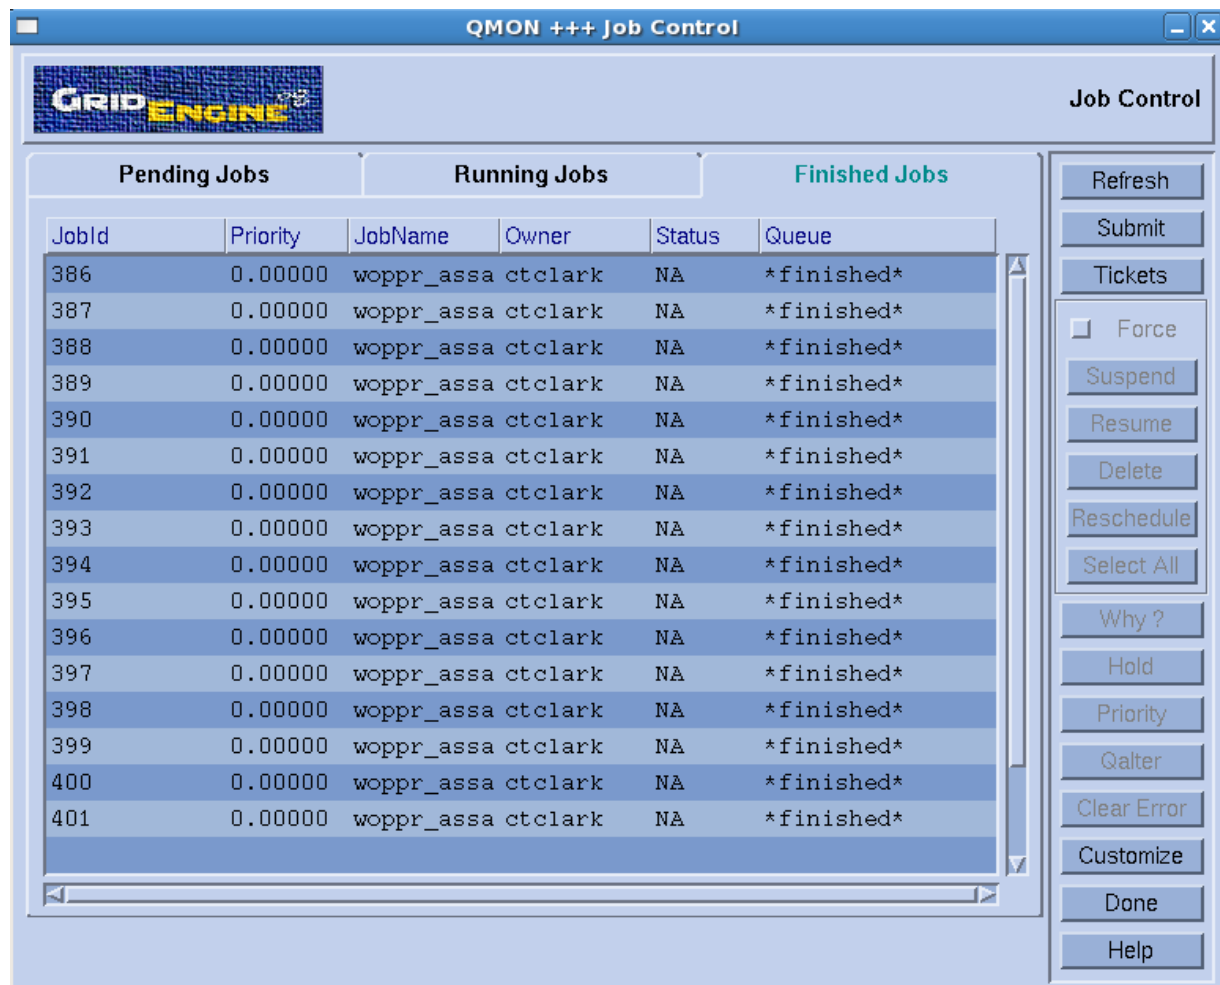 QMON +++ Job Control
GRID ENGINE
Job Control
Pending Jobs Running Jobs Finished Jobs
JobId Priority JobName Owner Status Queue
386 0.00000 woppr_assa ctclark NA *finished*
387 0.00000 woppr_assa ctclark NA *finished*
388 0.00000 woppr_assa ctclark NA *finished*
389 0.00000 woppr_assa ctclark NA *finished*
390 0.00000 woppr_assa ctclark NA *finished*
391 0.00000 woppr_assa ctclark NA *finished*
392 0.00000 woppr_assa ctclark NA *finished*
393 0.00000 woppr_assa ctclark NA *finished*
394 0.00000 woppr_assa ctclark NA *finished*
395 0.00000 woppr_assa ctclark NA *finished*
396 0.00000 woppr_assa ctclark NA *finished*
397 0.00000 woppr_assa ctclark NA *finished*
398 0.00000 woppr_assa ctclark NA *finished*
399 0.00000 woppr_assa ctclark NA *finished*
400 0.00000 woppr_assa ctclark NA *finished*
401 0.00000 woppr_assa ctclark NA *finished*
Refresh
Submit
Tickets
Force
Suspend
Resume
Delete
Reschedule
Select All
Why ?
Hold
Priority
Qalter
Clear Error
Customize
Done
Help